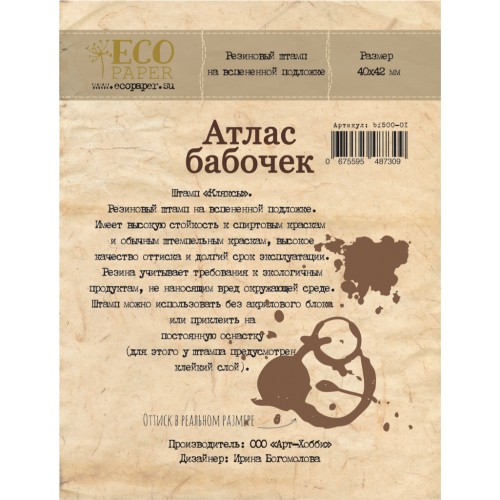 ECO
PAPER
www.ecopaper.su
Резиновый штамп
на вспененной подложке
Размер
40x42 мм
Артикул: bf500-01
0 675595 487309
Атлас
бабочек
Штамп «Кляксы».
Резиновый штамп на вспененной подложке.
Имеет высокую стойкость к спиртовым краскам
и обычным штемпельным краскам, высокое
качество оттиска и долгий срок эксплуатации.
Резина учитывает требования к экологичным
продуктам, не наносящим вред окружающей среде.
Штамп можно использовать без акрилового блока
или приклеить на
постоянную оснастку
(для этого у штампа предусмотрен
клейкий слой).
Оттиск в реальном размере
Производитель: ООО «Арт-Хобби»
Дизайнер: Ирина Богомолова